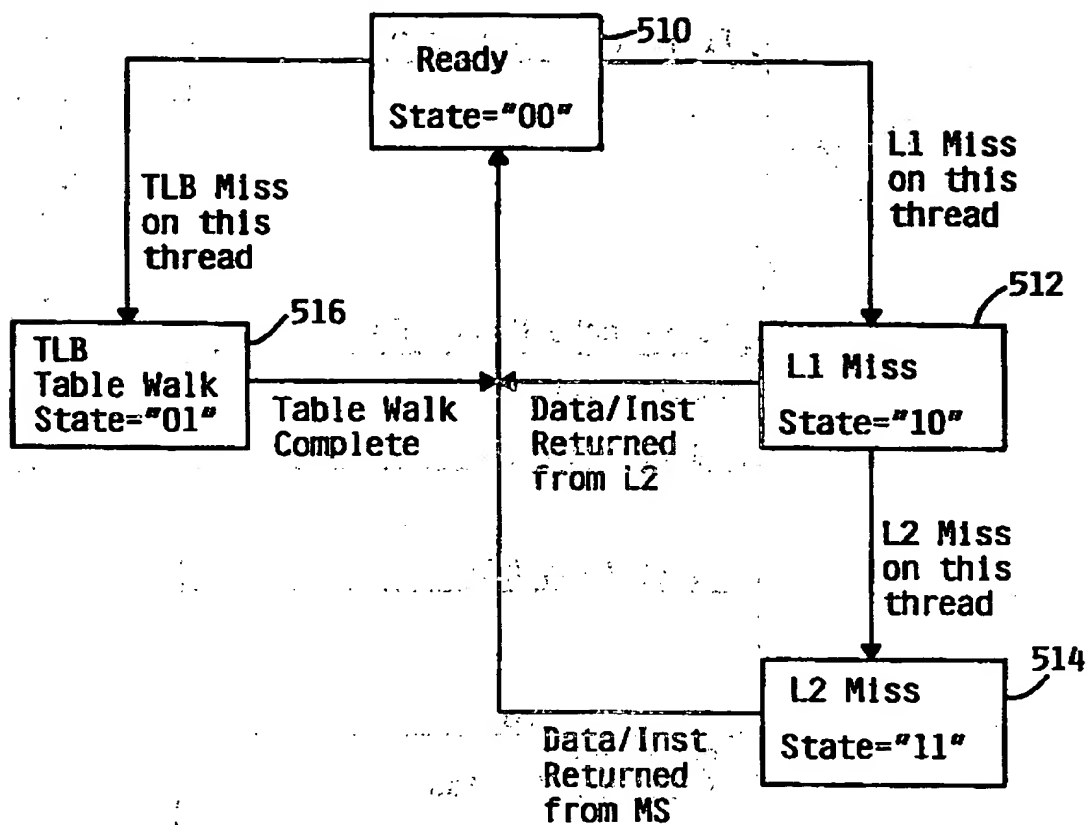 510
Ready
State="00"
TLB Miss
on this
thread
L1 Miss
on this
thread
516
TLB
Table Walk
State="01"
Table Walk
Complete
Data/Inst
Returned
from L2
512
L1 Miss
State="10"
L2 Miss
on this
thread
514
L2 Miss
State="11"
Data/Inst
Returned
from MS